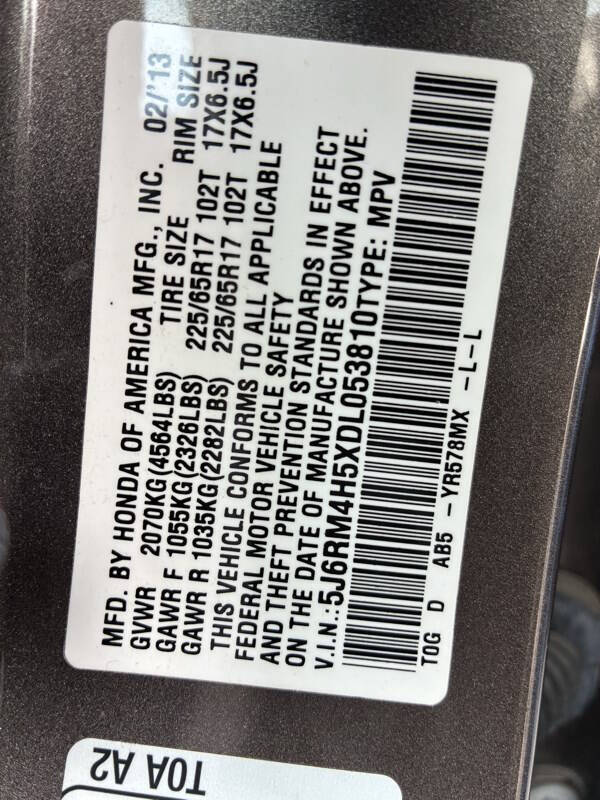 MFD. BY HONDA OF AMERICA MFG., INC. 02/'13
GVWR 2070KG(4564LBS) TIRE SIZE RIM SIZE
GAWR F 1055KG(2326LBS) 225/65R17 102T 17X6.5J
GAWR R 1035KG(2282LBS) 225/65R17 102T 17X6.5J
THIS VEHICLE CONFORMS TO ALL APPLICABLE
FEDERAL MOTOR VEHICLE SAFETY
AND THEFT PREVENTION STANDARDS IN EFFECT
ON THE DATE OF MANUFACTURE SHOWN ABOVE.
V.I.N.:5J6RM4H5XDL053810TYPE: MPV
T0G D AB5 -YR578MX -L-L
T0A A2